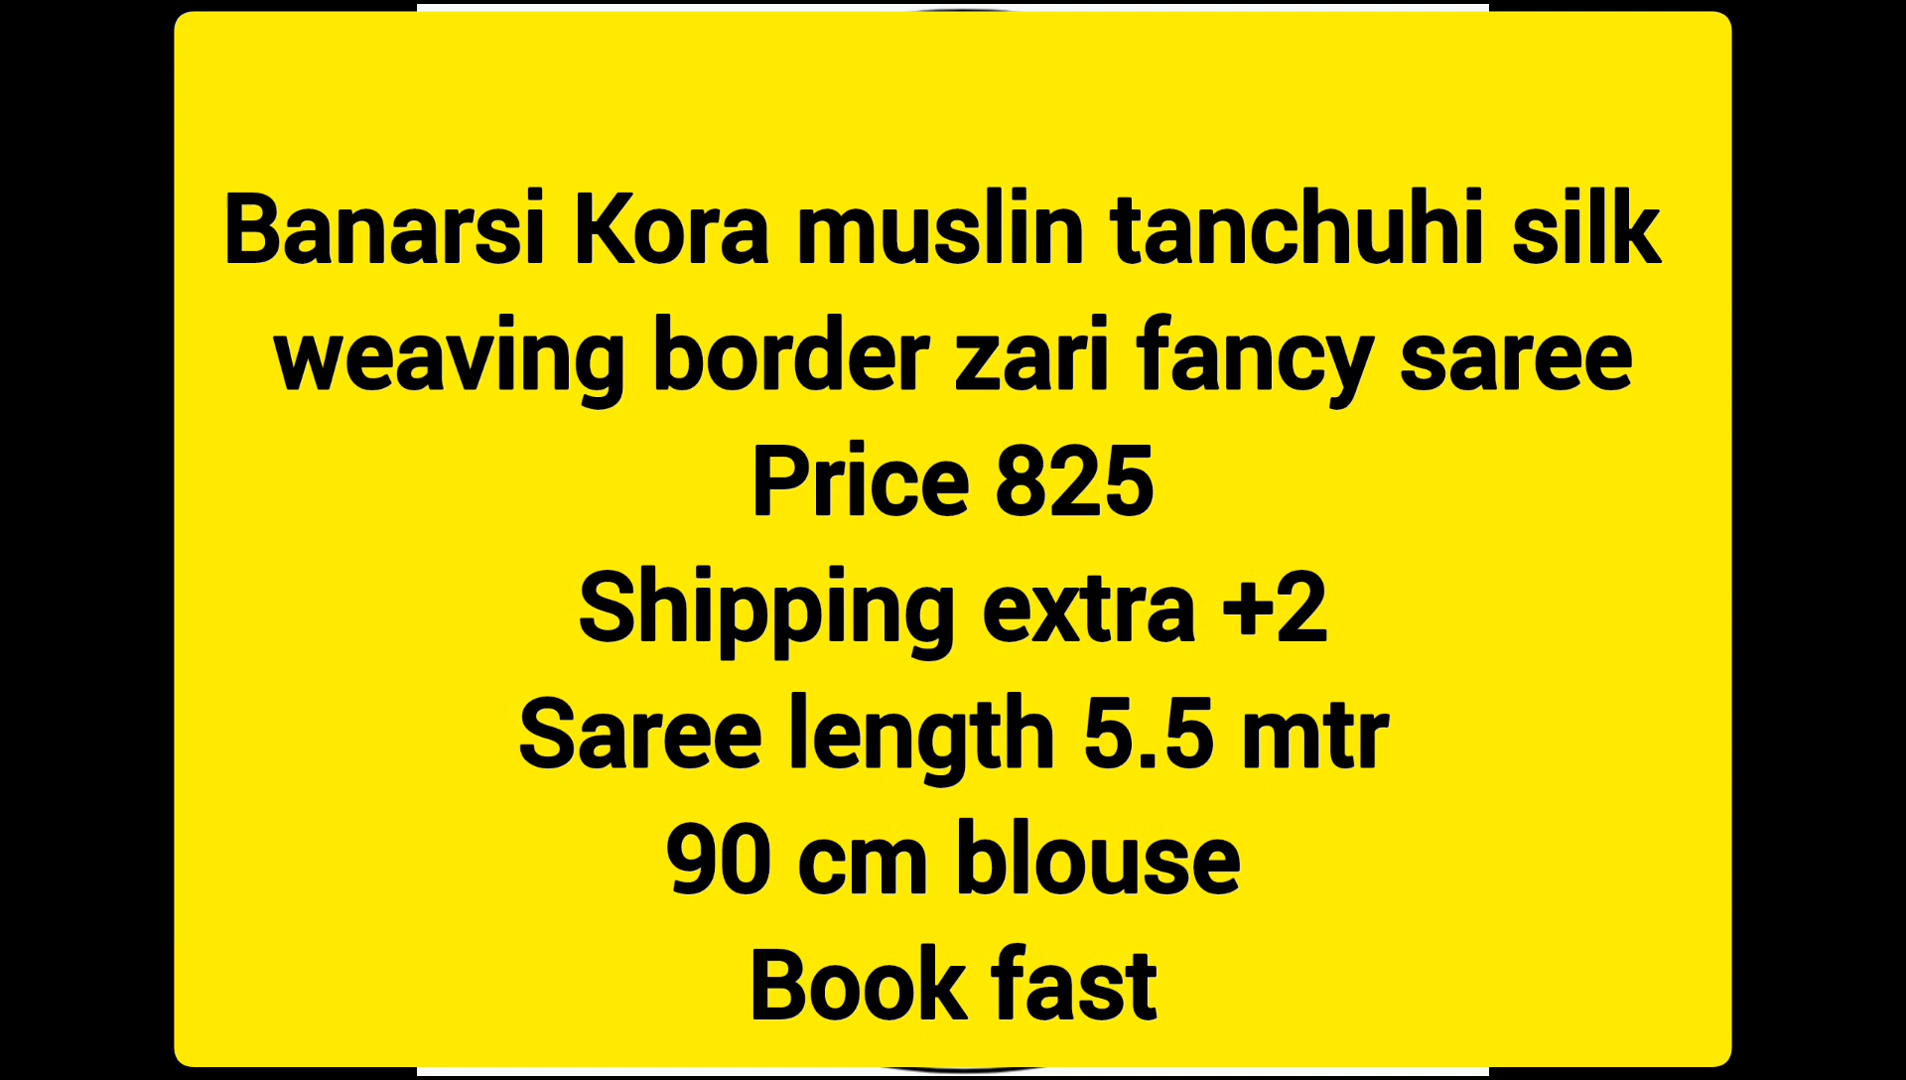 Banarsi Kora muslin tanchuhi silk
weaving border zari fancy saree
Price 825
Shipping extra +2
Saree length 5.5 mtr
90 cm blouse
Book fast